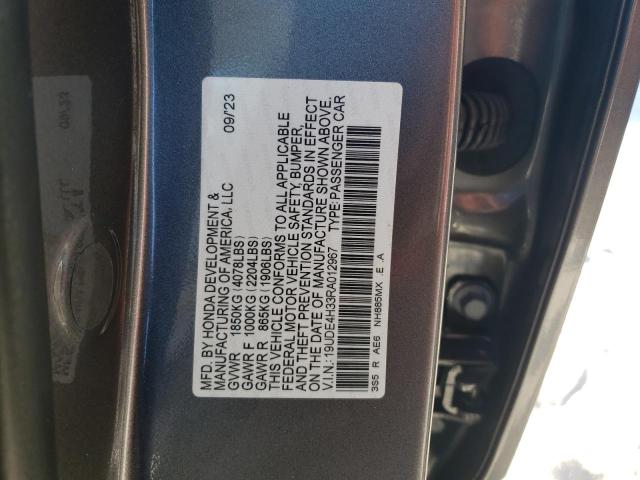 MFD. BY HONDA DEVELOPMENT & 09/23
MANUFACTURING OF AMERICA, LLC
GVWR 1850KG (4078LBS)
GAWR F 1000KG (2204LBS)
GAWR R 865KG (1906LBS)
THIS VEHICLE CONFORMS TO ALL APPLICABLE
FEDERAL MOTOR VEHICLE SAFETY, BUMPER,
AND THEFT PREVENTION STANDARDS IN EFFECT
ON THE DATE OF MANUFACTURE SHOWN ABOVE.
V.I.N.:19UDE4H33RA012967 TYPE:PASSENGER CAR
3S5 R AE6 NH885MX .E .A